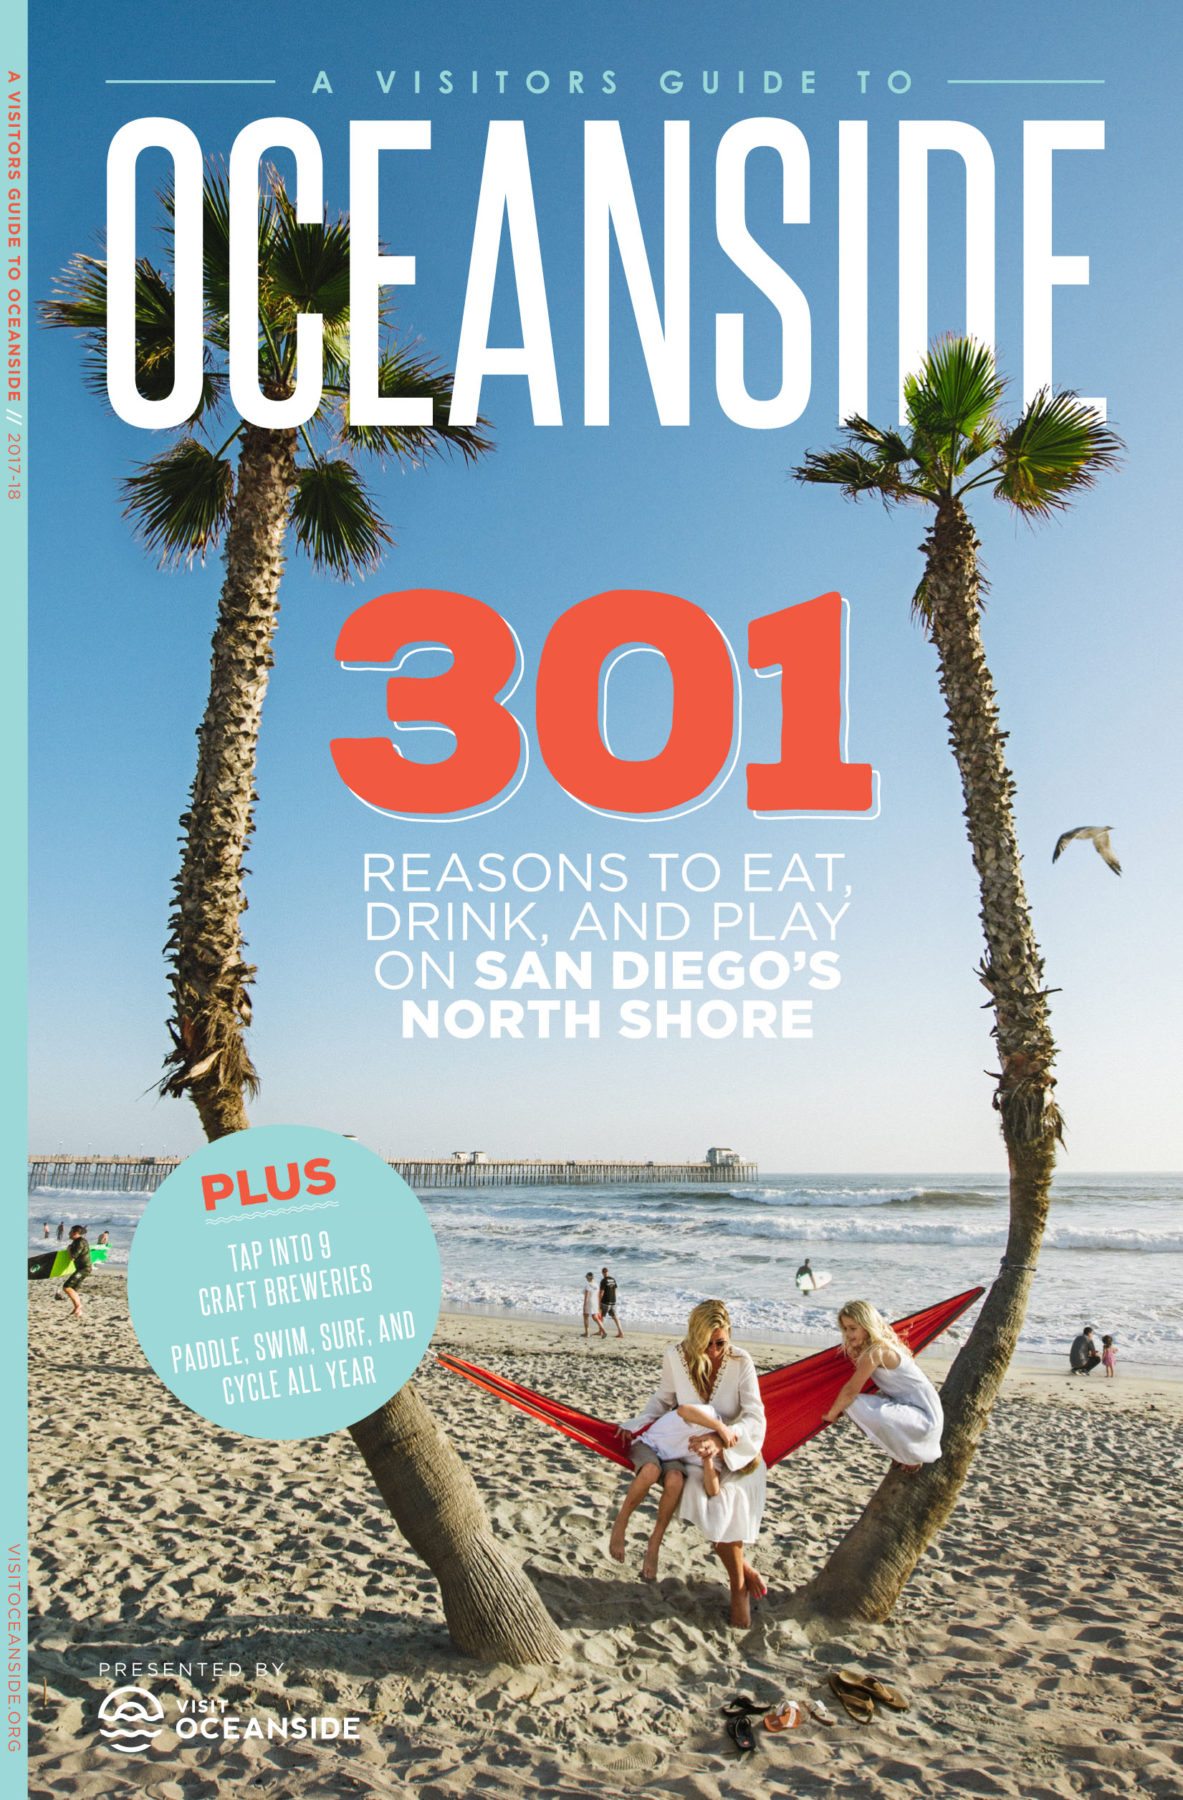 A VISITORS GUIDE TO
OCEANSIDE
301
REASONS TO EAT,
DRINK, AND PLAY
ON SAN DIEGO'S
NORTH SHORE
PLUS
TAP INTO 9
CRAFT BREWERIES
PADDLE, SWIM, SURF, AND
CYCLE ALL YEAR
PRESENTED BY
VISIT
OCEANSIDE
A VISITORS GUIDE TO OCEANSIDE // 2017-18
VISITOCEANSIDE.ORG